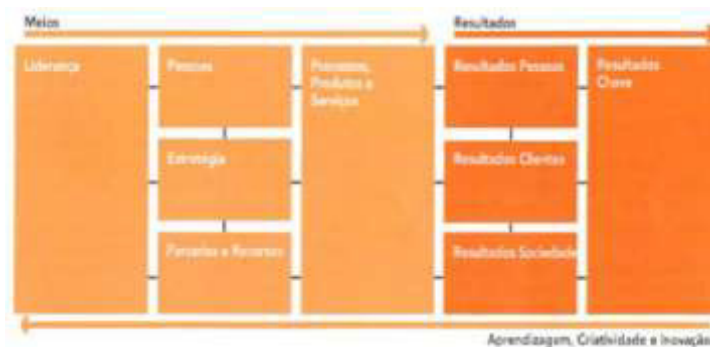 Meios
Resultados
Liderança
Pessoas
Processos,
Produtos e
Serviços
Resultados Pessoas
Resultados
Chave
Estratégia
Resultados Clientes
Parcerias e Recursos
Resultados Sociedade
Aprendizagem, Criatividade e Inovação